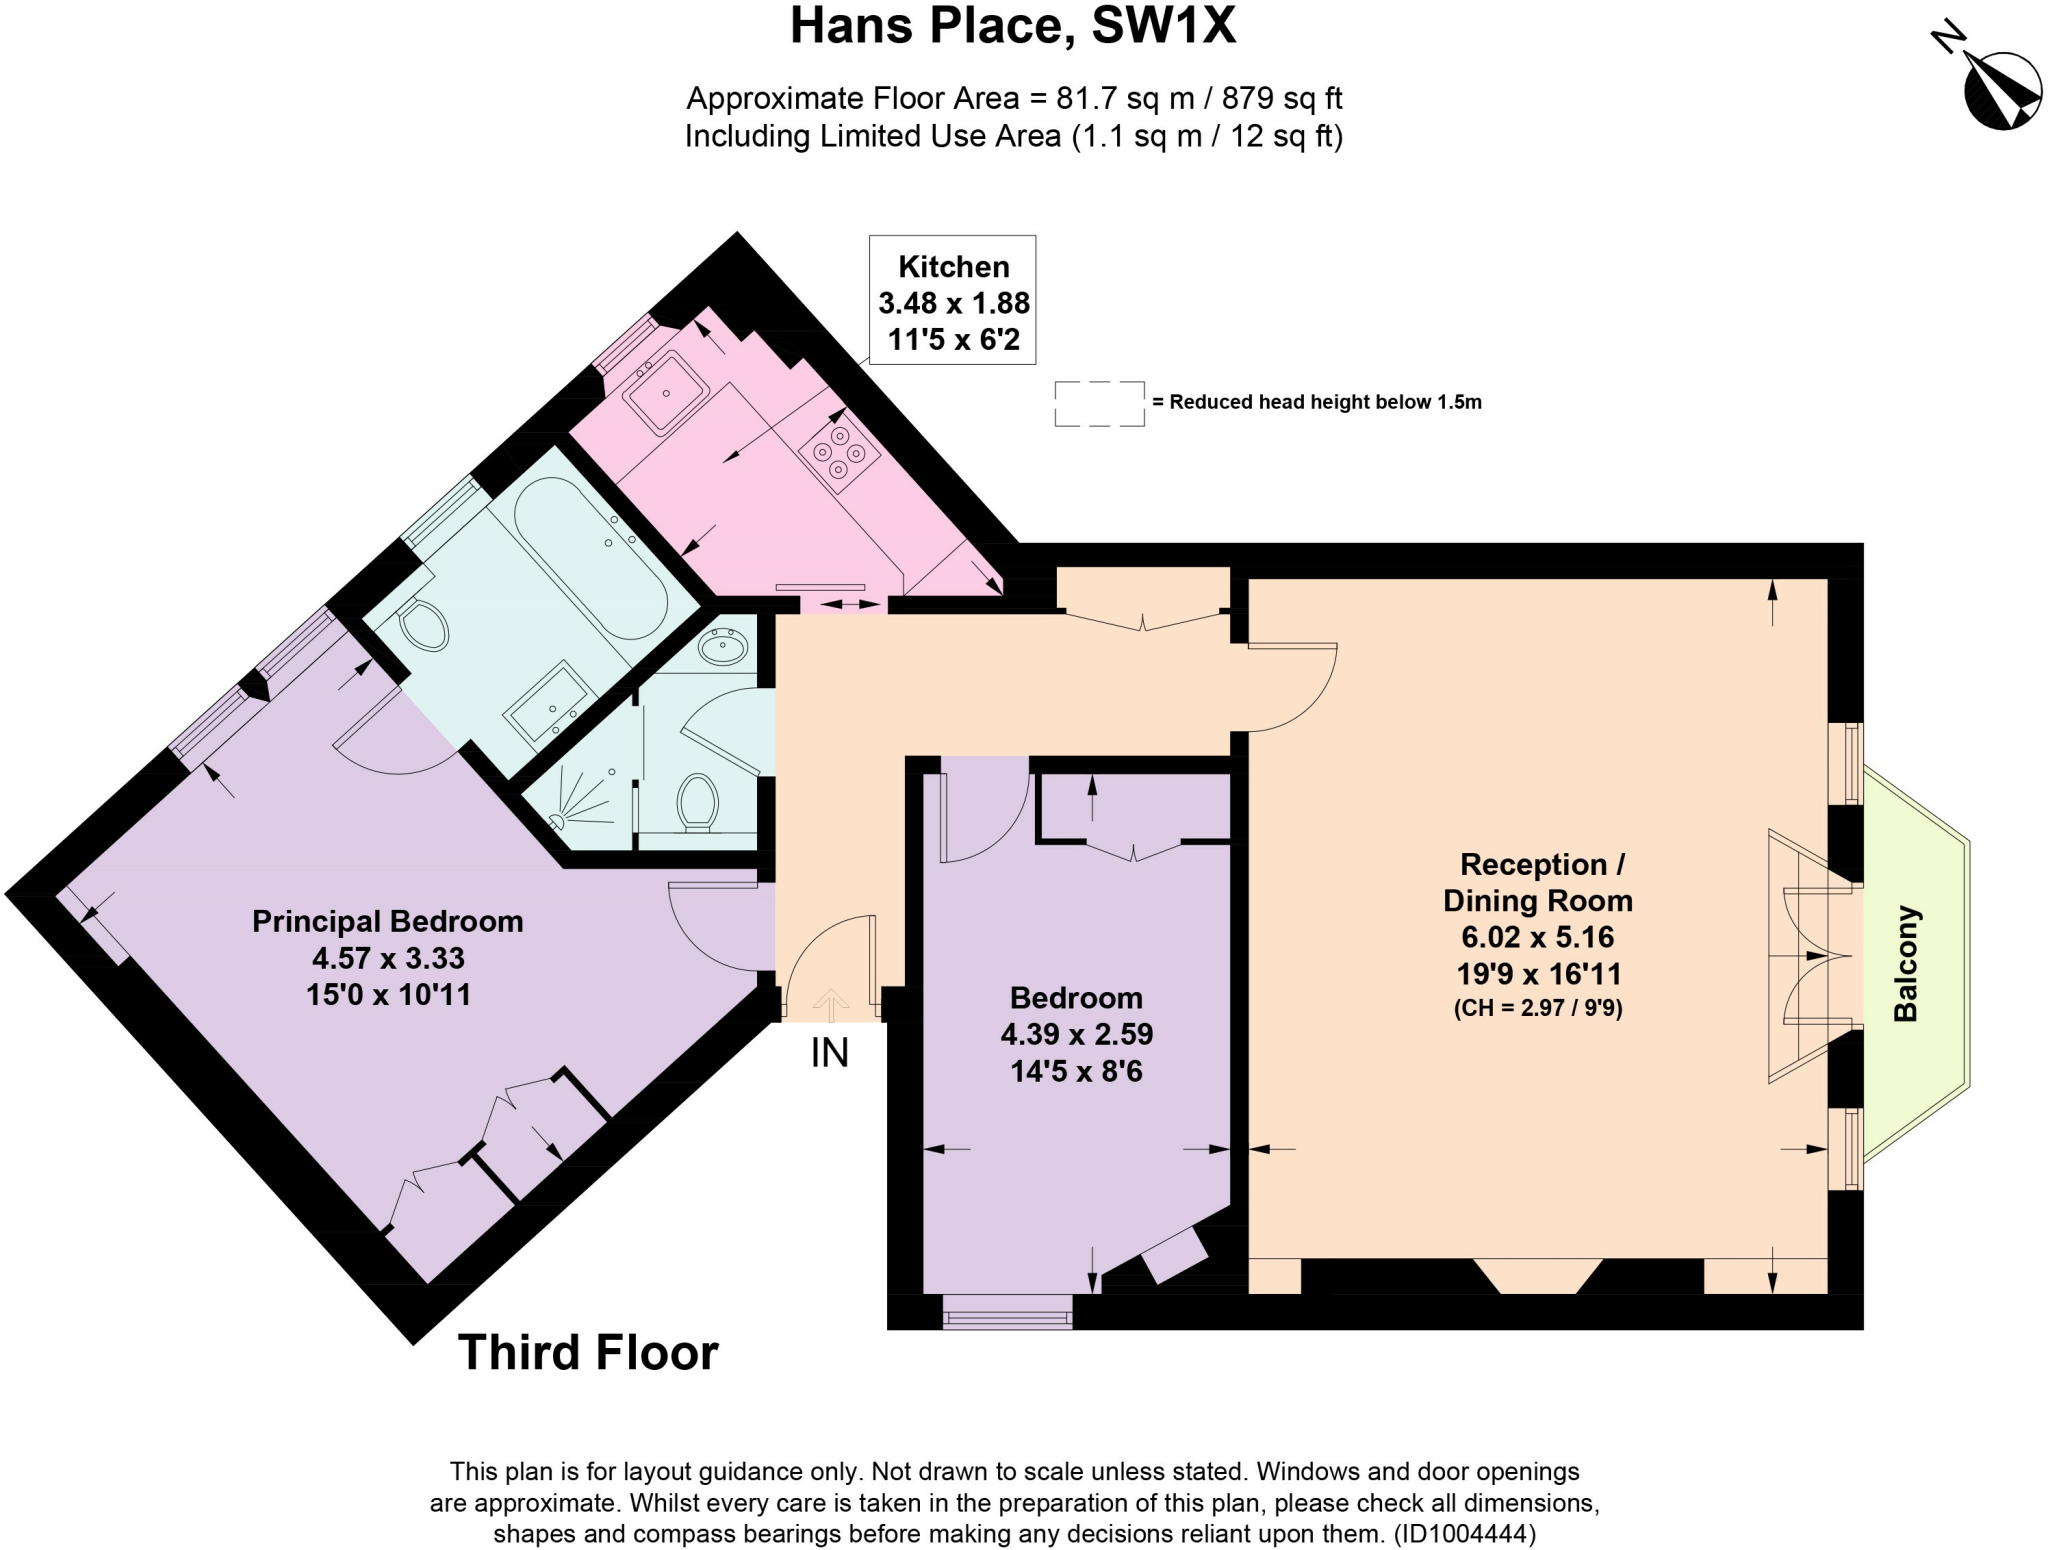 Hans Place, SW1X
N
Approximate Floor Area = 81.7 sq m / 879 sq ft
Including Limited Use Area (1.1 sq m / 12 sq ft)
Kitchen
3.48 x 1.88
11'5 x 6'2
= Reduced head height below 1.5m
Reception /
Dining Room
6.02 x 5.16
19'9 x 16'11
(CH = 2.97 / 9'9)
Balcony
Principal Bedroom
4.57 x 3.33
15'0 x 10'11
Bedroom
4.39 x 2.59
14'5 x 8'6
IN
Third Floor
This plan is for layout guidance only. Not drawn to scale unless stated. Windows and door openings
are approximate. Whilst every care is taken in the preparation of this plan, please check all dimensions,
shapes and compass bearings before making any decisions reliant upon them. (ID1004444)